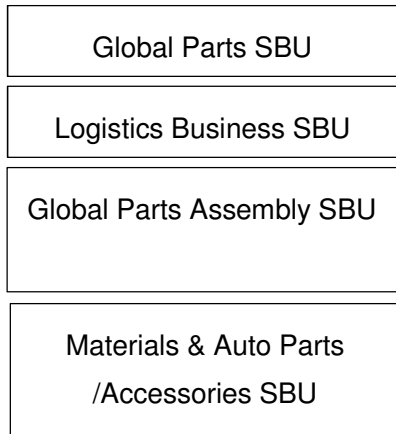 Global Parts SBU
Logistics Business SBU
Global Parts Assembly SBU
Materials & Auto Parts
/Accessories SBU